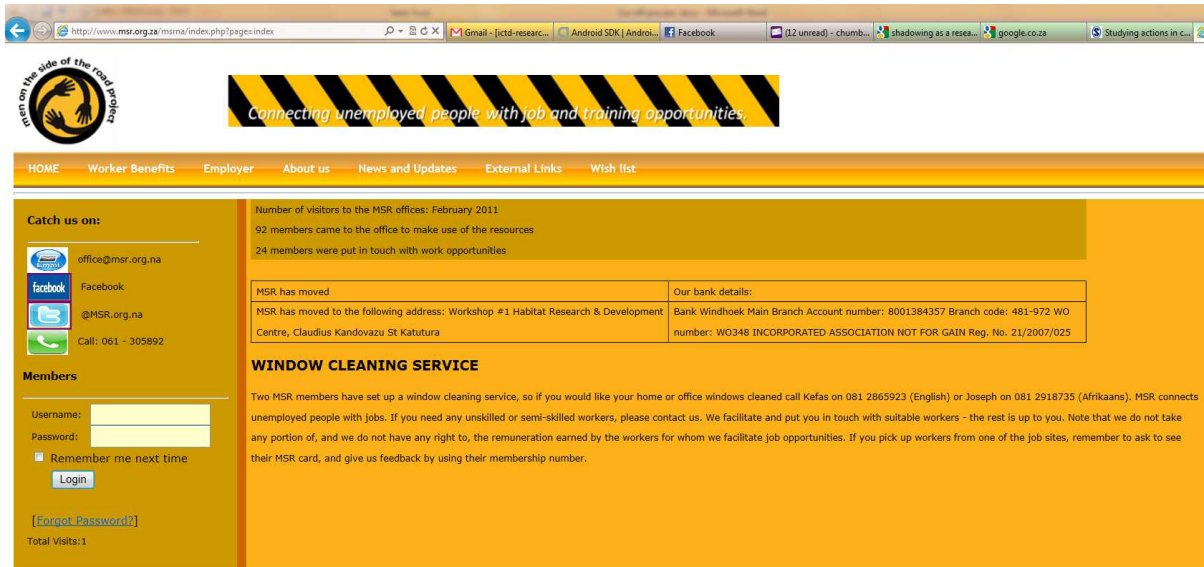 http://www.msr.org.za/msrna/index.php?page=index
Gmail - [ictd-researc...
Android SDK | Androi...
Facebook
(12 unread) - chumb...
shadowing as a resea...
google.co.za
Studying actions in c...
men on the side of the road project
Connecting unemployed people with job and training opportunities.
HOME Worker Benefits Employer About us News and Updates External Links Wish list
Catch us on:
Email office@msr.org.na
facebook Facebook
@MSR.org.na
Call: 061 - 305892
Members
Username:
Password:
Remember me next time
Login
[Forgot Password?]
Total Visits:1
Number of visitors to the MSR offices: February 2011
92 members came to the office to make use of the resources
24 members were put in touch with work opportunities
MSR has moved
MSR has moved to the following address: Workshop #1 Habitat Research & Development
Centre, Claudius Kandovazu St Katutura
Our bank details:
Bank Windhoek Main Branch Account number: 8001384357 Branch code: 481-972 WO
number: WO348 INCORPORATED ASSOCIATION NOT FOR GAIN Reg. No. 21/2007/025
WINDOW CLEANING SERVICE
Two MSR members have set up a window cleaning service, so if you would like your home or office windows cleaned call Kefas on 081 2865923 (English) or Joseph on 081 2918735 (Afrikaans). MSR connects
unemployed people with jobs. If you need any unskilled or semi-skilled workers, please contact us. We facilitate and put you in touch with suitable workers - the rest is up to you. Note that we do not take
any portion of, and we do not have any right to, the remuneration earned by the workers for whom we facilitate job opportunities. If you pick up workers from one of the job sites, remember to ask to see
their MSR card, and give us feedback by using their membership number.